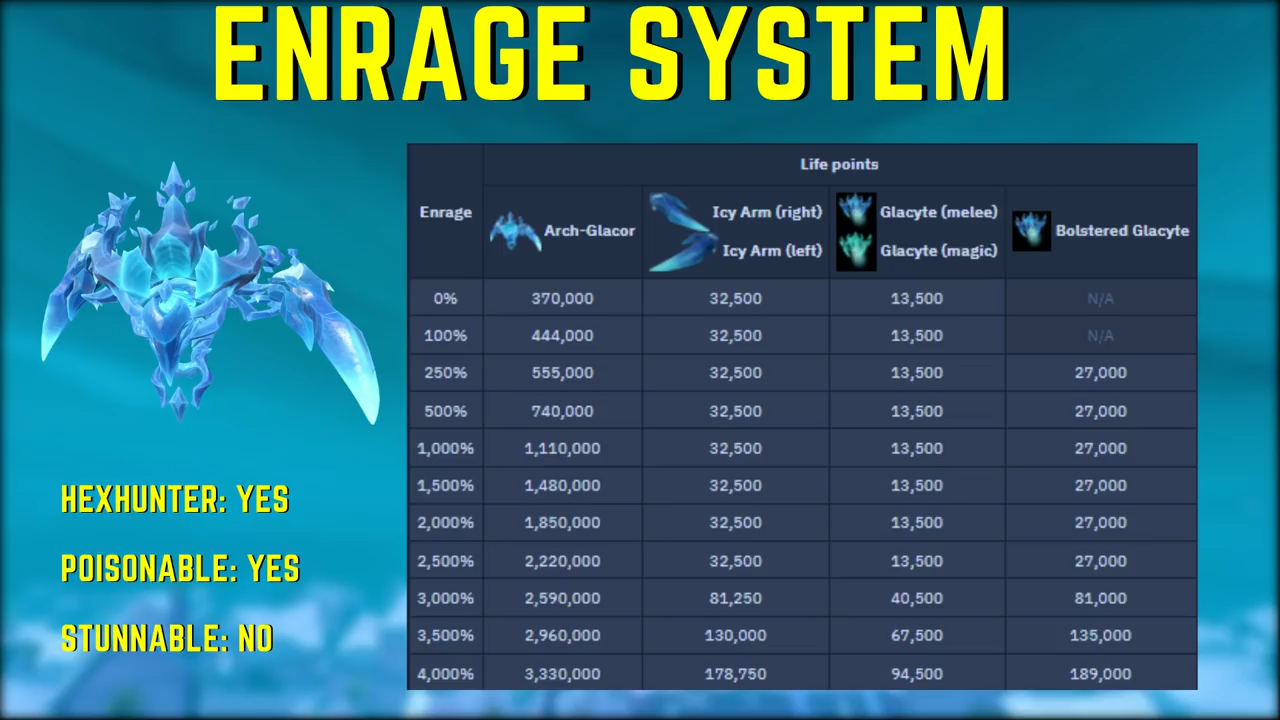 ENRAGE SYSTEM
Life points
Enrage
Arch-Glacor
Icy Arm (right)
Icy Arm (left)
Glacyte (melee)
Glacyte (magic)
Bolstered Glacyte
0% 370,000 32,500 13,500 N/A
100% 444,000 32,500 13,500 N/A
250% 555,000 32,500 13,500 27,000
500% 740,000 32,500 13,500 27,000
1,000% 1,110,000 32,500 13,500 27,000
1,500% 1,480,000 32,500 13,500 27,000
2,000% 1,850,000 32,500 13,500 27,000
2,500% 2,220,000 32,500 13,500 27,000
3,000% 2,590,000 81,250 40,500 81,000
3,500% 2,960,000 130,000 67,500 135,000
4,000% 3,330,000 178,750 94,500 189,000
HEXHUNTER: YES
POISONABLE: YES
STUNNABLE: NO